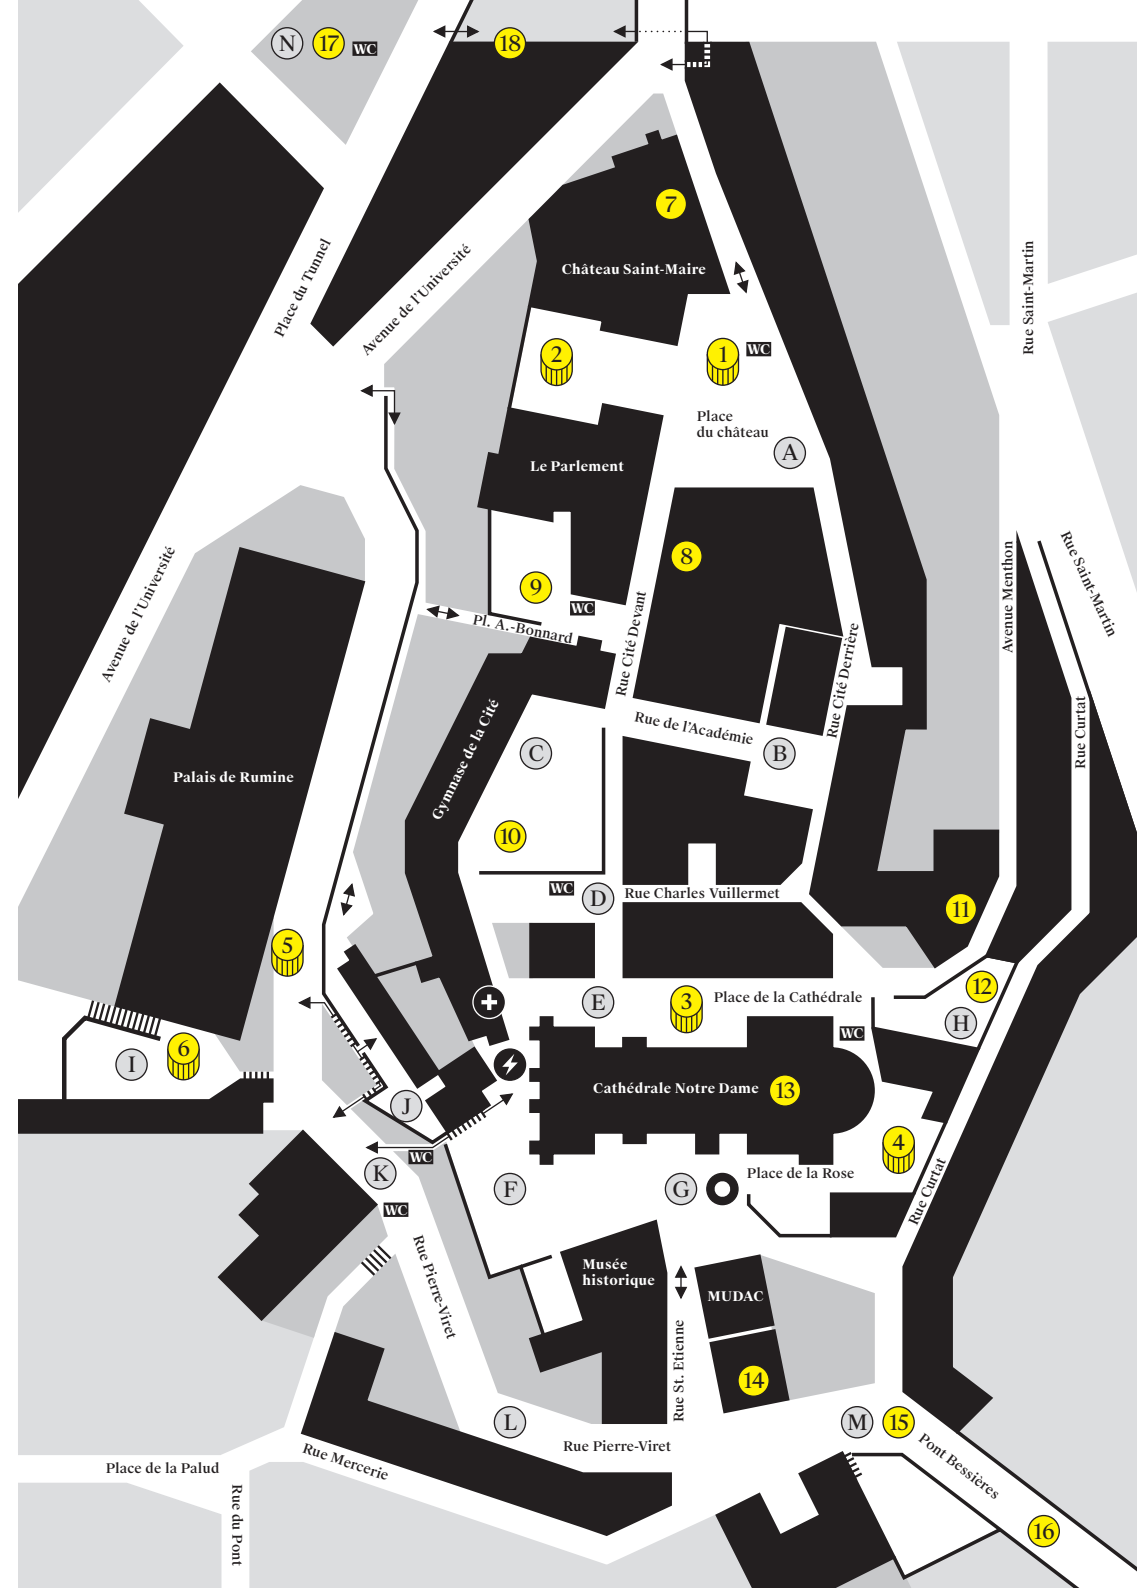 N
17
WC
18
7
Château Saint-Maire
Place du Tunnel
Avenue de l'Université
Rue Saint-Martin
2
1
WC
Place
du château
A
Le Parlement
8
9
WC
Pl. A.-Bonnard
Rue Cité Devant
Rue Cité Derrière
Avenue Menthon
Rue Saint-Martin
Avenue de l'Université
Rue Curtat
Rue de l'Académie
B
C
Gymnase de la Cité
Palais de Rumine
10
WC
D
Rue Charles Vuillermet
11
5
E
3
Place de la Cathédrale
12
H
WC
I
6
Cathédrale Notre Dame
13
J
4
WC
K
F
G
Place de la Rose
Rue Curtat
WC
Rue Pierre-Viret
Musée
historique
MUDAC
Rue St. Etienne
14
L
M
15
Rue Pierre-Viret
Pont Bessières
Rue Mercerie
Place de la Palud
Rue du Pont
16